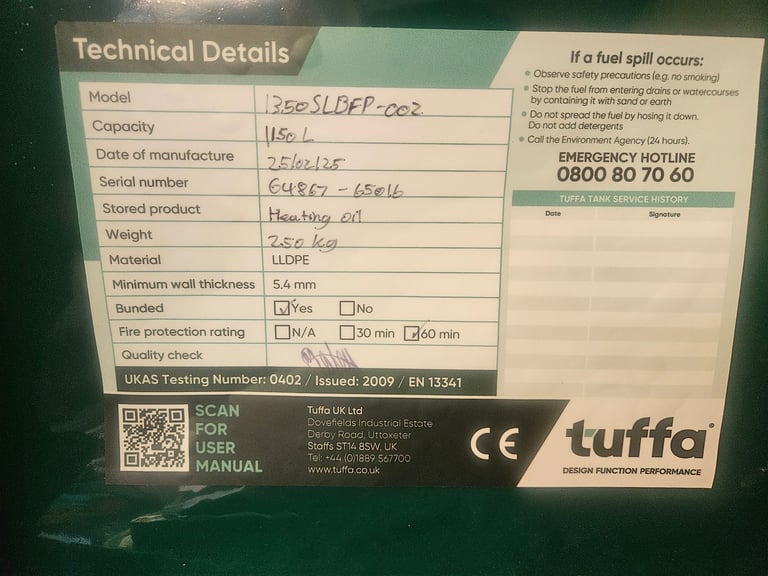 Technical Details
Model 1350SLBFP-002
Capacity 1150 L
Date of manufacture 25/02/25
Serial number 64867 - 65016
Stored product Heating oil
Weight 250 kg
Material LLDPE
Minimum wall thickness 5.4 mm
Bunded Yes No
Fire protection rating N/A 30 min 60 min
Quality check
UKAS Testing Number: 0402 / Issued: 2009 / EN 13341
If a fuel spill occurs:
• Observe safety precautions (e.g. no smoking)
• Stop the fuel from entering drains or watercourses
by containing it with sand or earth
• Do not spread the fuel by hosing it down.
Do not add detergents
• Call the Environment Agency (24 hours).
EMERGENCY HOTLINE
0800 80 70 60
TUFFA TANK SERVICE HISTORY
Date Signature
SCAN
FOR
USER
MANUAL
Tuffa UK Ltd
Dovefields Industrial Estate
Derby Road, Uttoxeter
Staffs ST14 8SW, UK
Tel: +44 (0)1889 567700
www.tuffa.co.uk
CE
tuffa
DESIGN FUNCTION PERFORMANCE